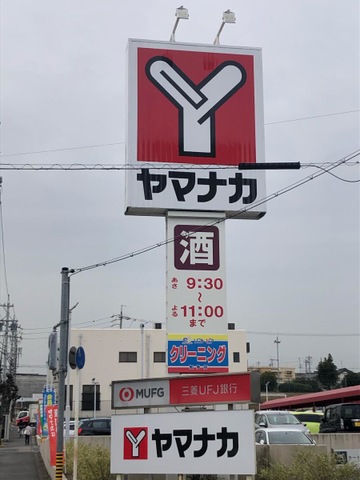 ヤマナカ
酒
あさ 9:30
〜
よる 11:00
まで
クリーニング
MUFG 三菱UFJ銀行
ヤマナカ